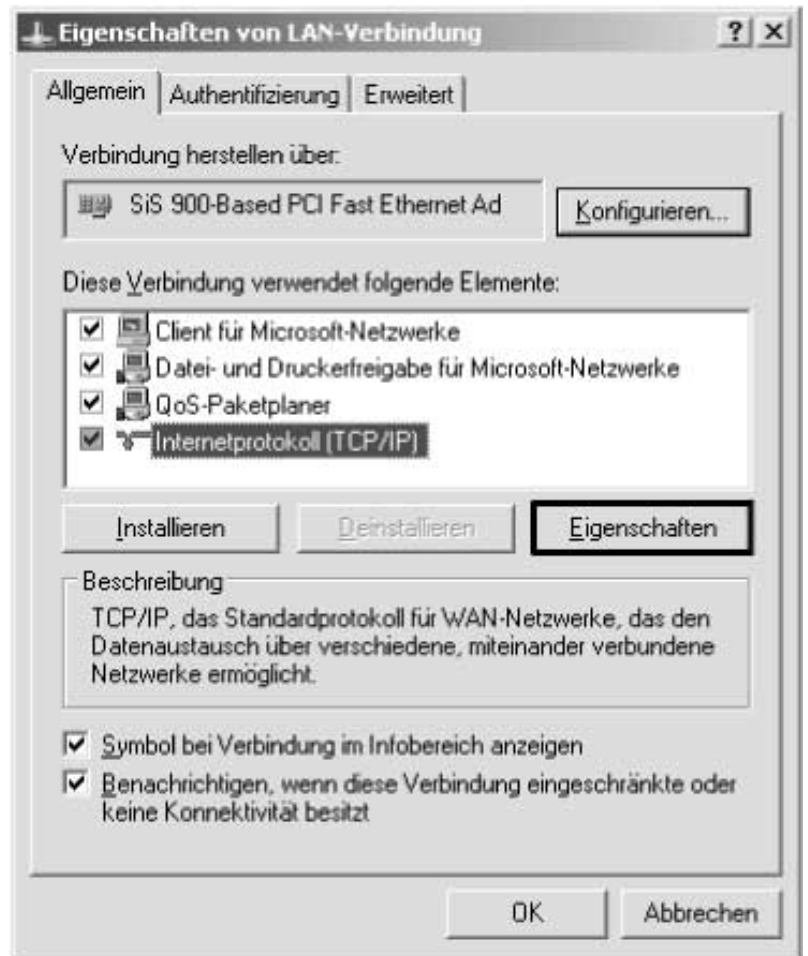 Eigenschaften von LAN-Verbindung
Allgemein Authentifizierung Erweitert
Verbindung herstellen über:
SiS 900-Based PCI Fast Ethernet Ad Konfigurieren...
Diese Verbindung verwendet folgende Elemente:
Client für Microsoft-Netzwerke
Datei- und Druckerfreigabe für Microsoft-Netzwerke
QoS-Paketplaner
Internetprotokoll (TCP/IP)
Installieren Deinstallieren Eigenschaften
Beschreibung
TCP/IP, das Standardprotokoll für WAN-Netzwerke, das den
Datenaustausch über verschiedene, miteinander verbundene
Netzwerke ermöglicht.
Symbol bei Verbindung im Infobereich anzeigen
Benachrichtigen, wenn diese Verbindung eingeschränkte oder
keine Konnektivität besitzt
OK Abbrechen